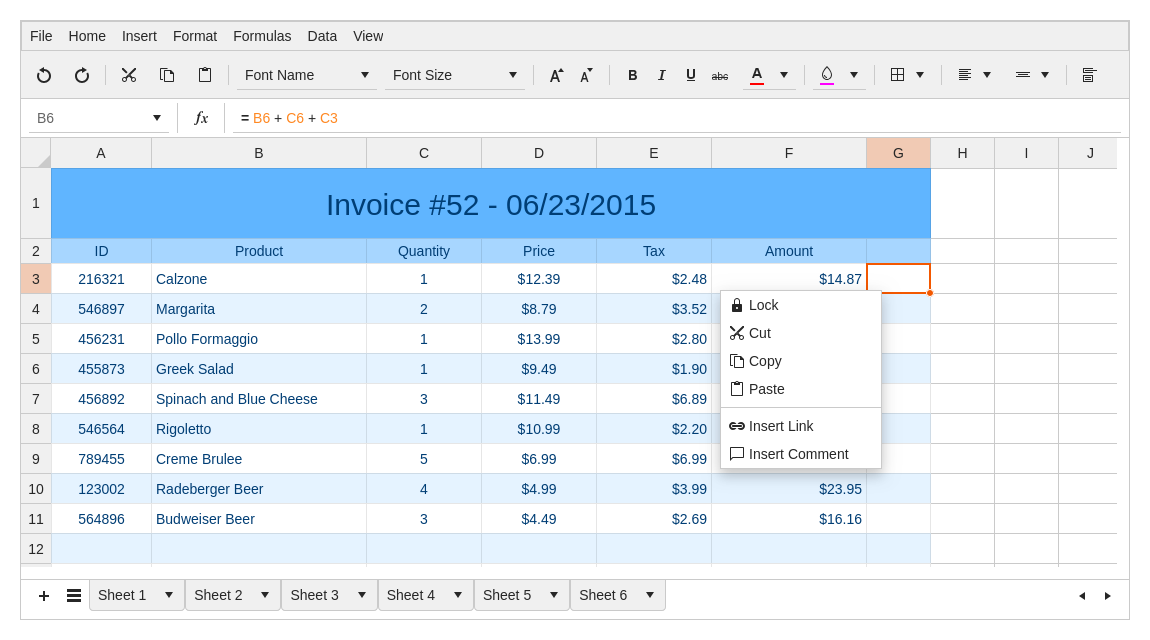 File Home Insert Format Formulas Data View
Font Name Font Size A A B I U abc A
B6 fx = B6 + C6 + C3
A B C D E F G H I J
1 Invoice #52 - 06/23/2015
2 ID Product Quantity Price Tax Amount
3 216321 Calzone 1 $12.39 $2.48 $14.87
4 546897 Margarita 2 $8.79 $3.52
Lock
5 456231 Pollo Formaggio 1 $13.99 $2.80
Cut
6 455873 Greek Salad 1 $9.49 $1.90
Copy
Paste
7 456892 Spinach and Blue Cheese 3 $11.49 $6.89
8 546564 Rigoletto 1 $10.99 $2.20
Insert Link
9 789455 Creme Brulee 5 $6.99 $6.99
Insert Comment
10 123002 Radeberger Beer 4 $4.99 $3.99 $23.95
11 564896 Budweiser Beer 3 $4.49 $2.69 $16.16
12
Sheet 1 Sheet 2 Sheet 3 Sheet 4 Sheet 5 Sheet 6